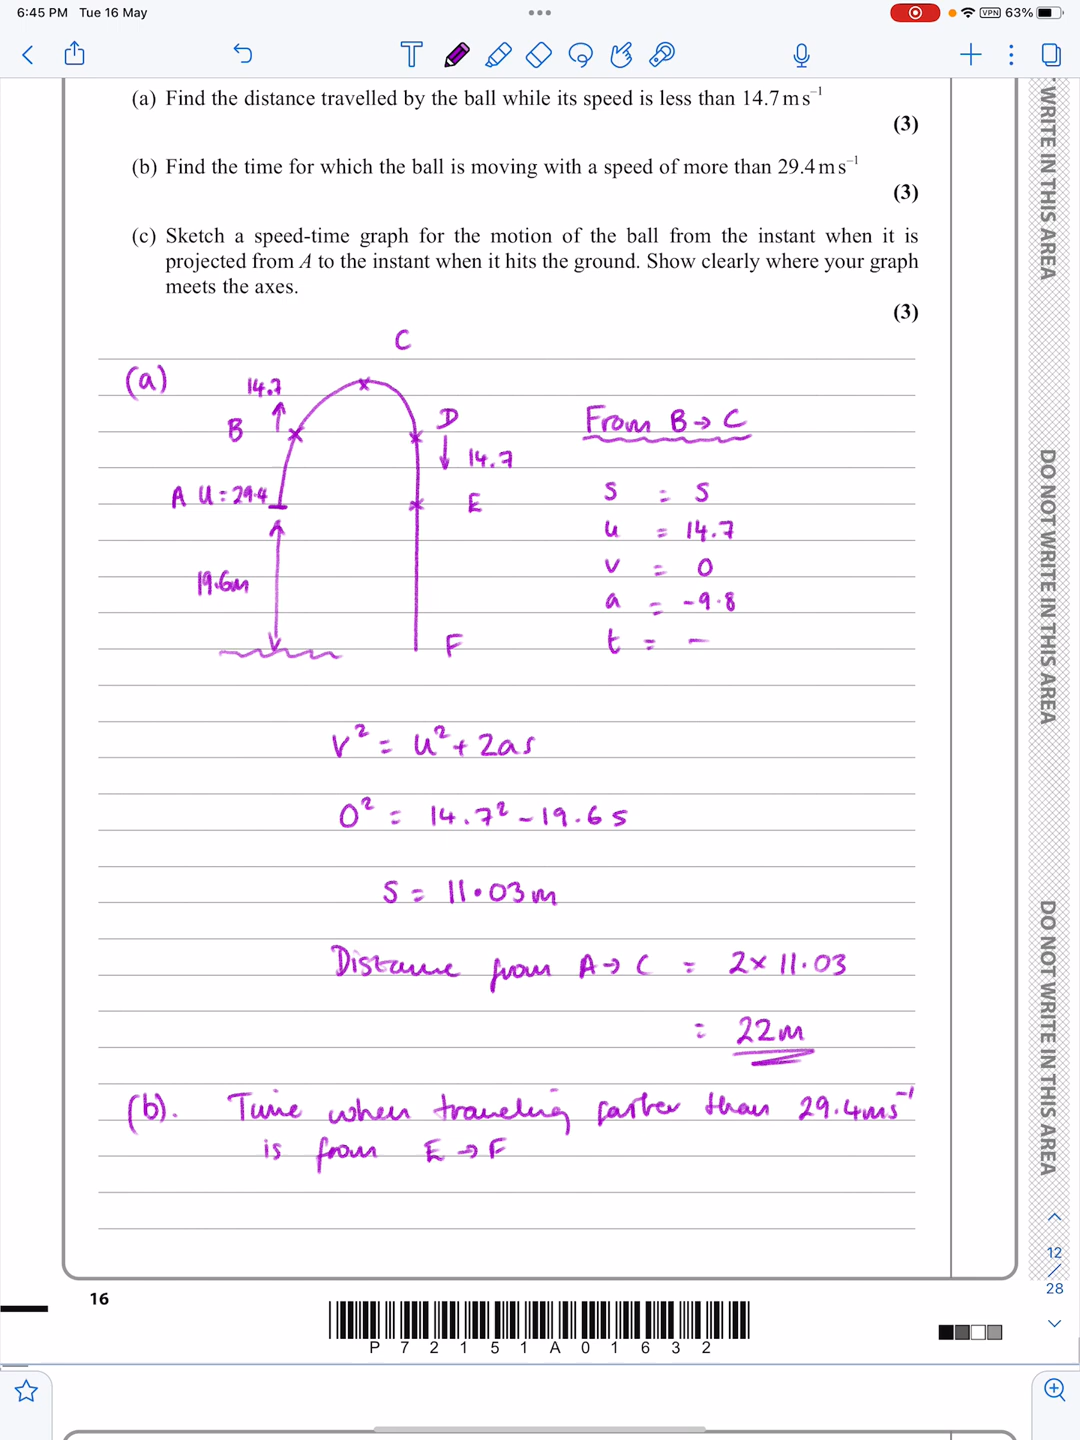 6:45 PM Tue 16 May
VPN 63%
(a) Find the distance travelled by the ball while its speed is less than 14.7 m s⁻¹
(3)
(b) Find the time for which the ball is moving with a speed of more than 29.4 m s⁻¹
(3)
(c) Sketch a speed-time graph for the motion of the ball from the instant when it is
projected from A to the instant when it hits the ground. Show clearly where your graph
meets the axes.
(3)
C
(a)
14.7
B
D
14.7
A U = 29.4
E
19.6m
F
From B → C
s = s
u = 14.7
v = 0
a = -9.8
t = -
v² = u² + 2as
0² = 14.7² - 19.6 s
s = 11.03 m
Distance from A → C = 2 × 11.03
= 22m
(b). Time when traveling faster than 29.4ms⁻¹
is from E → F
16
P 7 2 1 5 1 A 0 1 6 3 2
WRITE IN THIS AREA
DO NOT WRITE IN THIS AREA
DO NOT WRITE IN THIS AREA
12
/
28